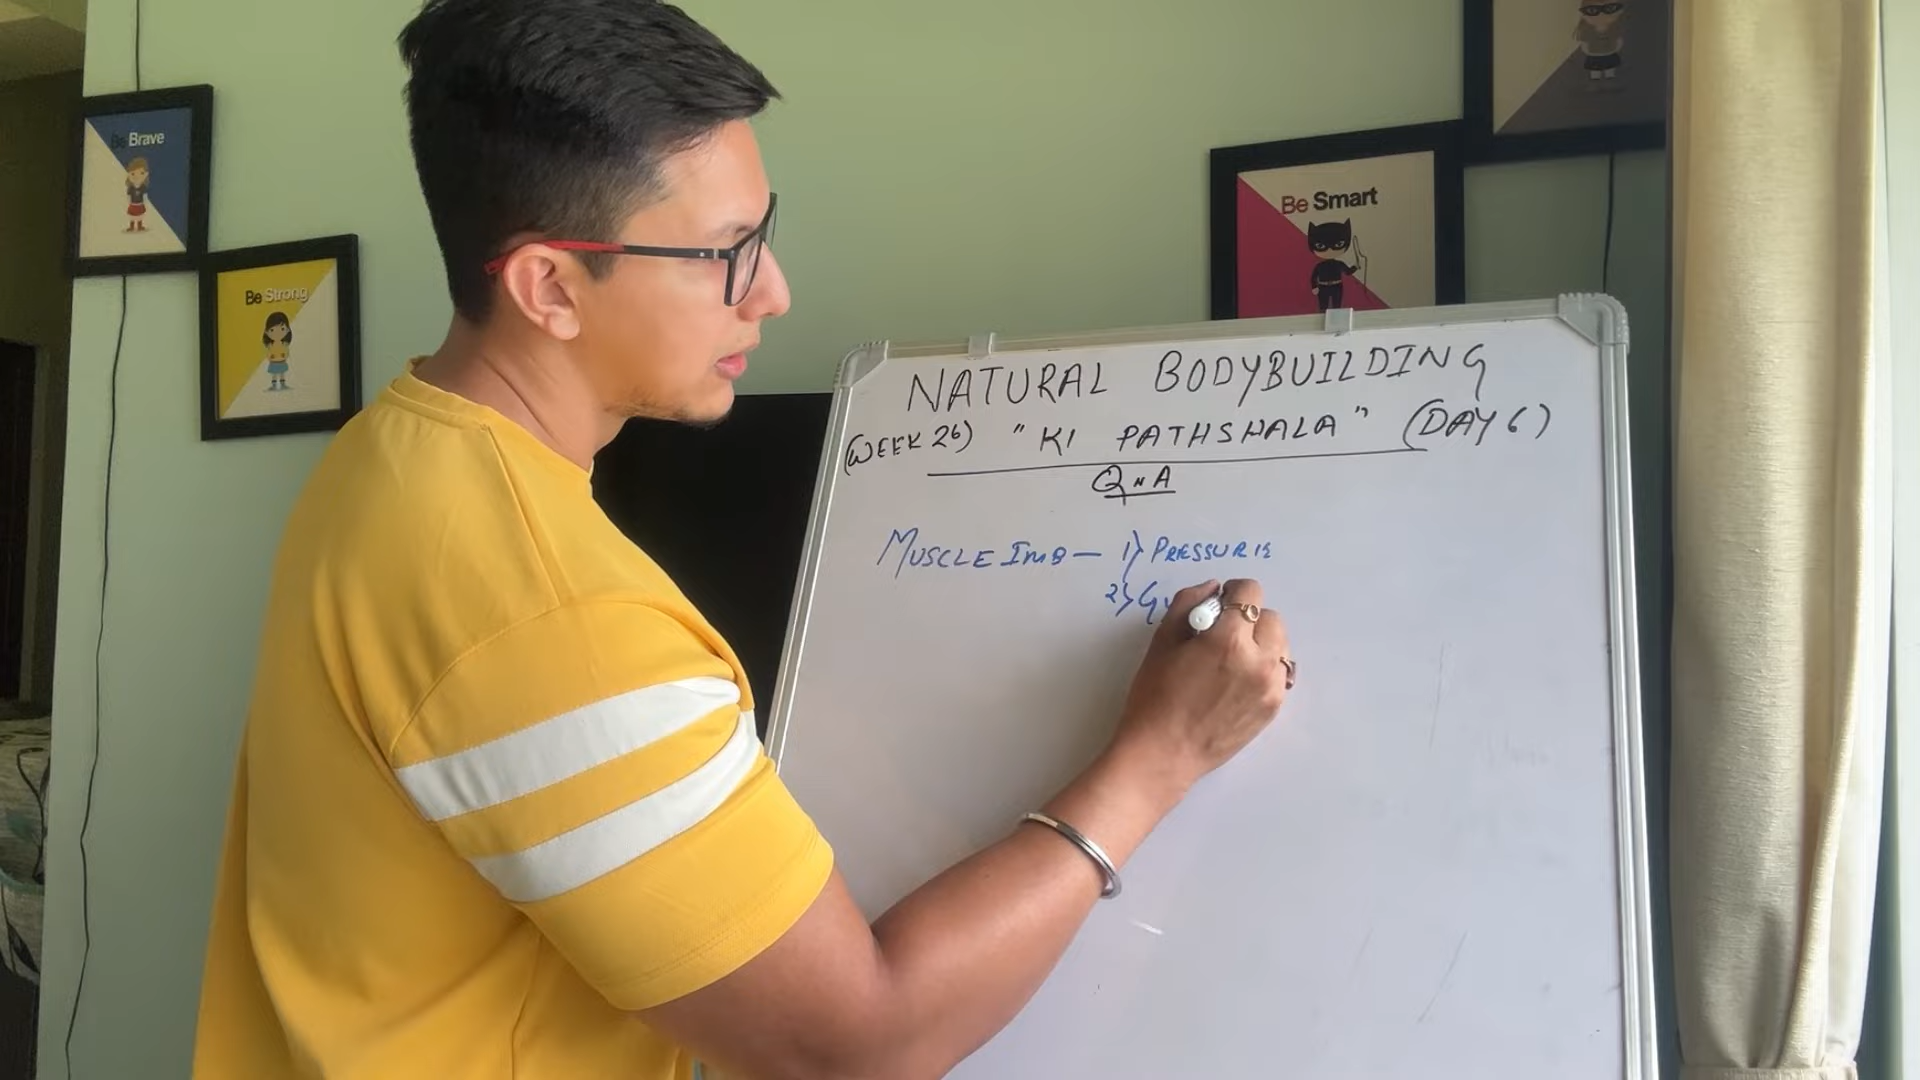 Be Brave
Be Strong
Be Smart
NATURAL BODYBUILDING
(WEEK 26) "KI PATHSHALA" (DAY 6)
QnA
MUSCLE IMB – 1) PRESSURE
2)